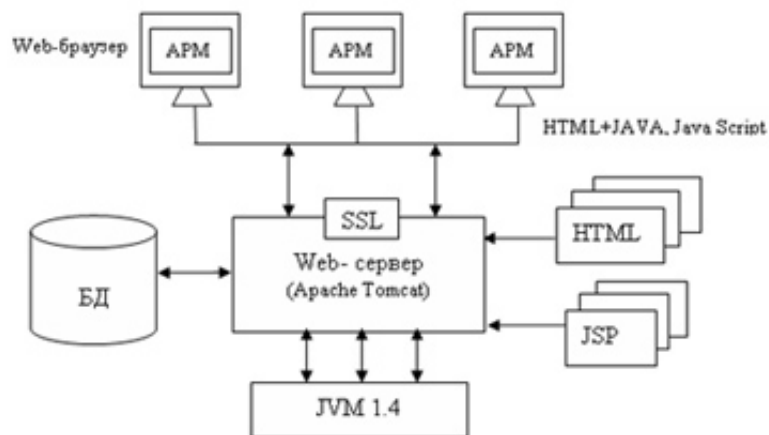 Web-браузер
АРМ
АРМ
АРМ
HTML+JAVA, Java Script
SSL
Web- сервер
(Apache Tomcat)
HTML
БД
JSP
JVM 1.4